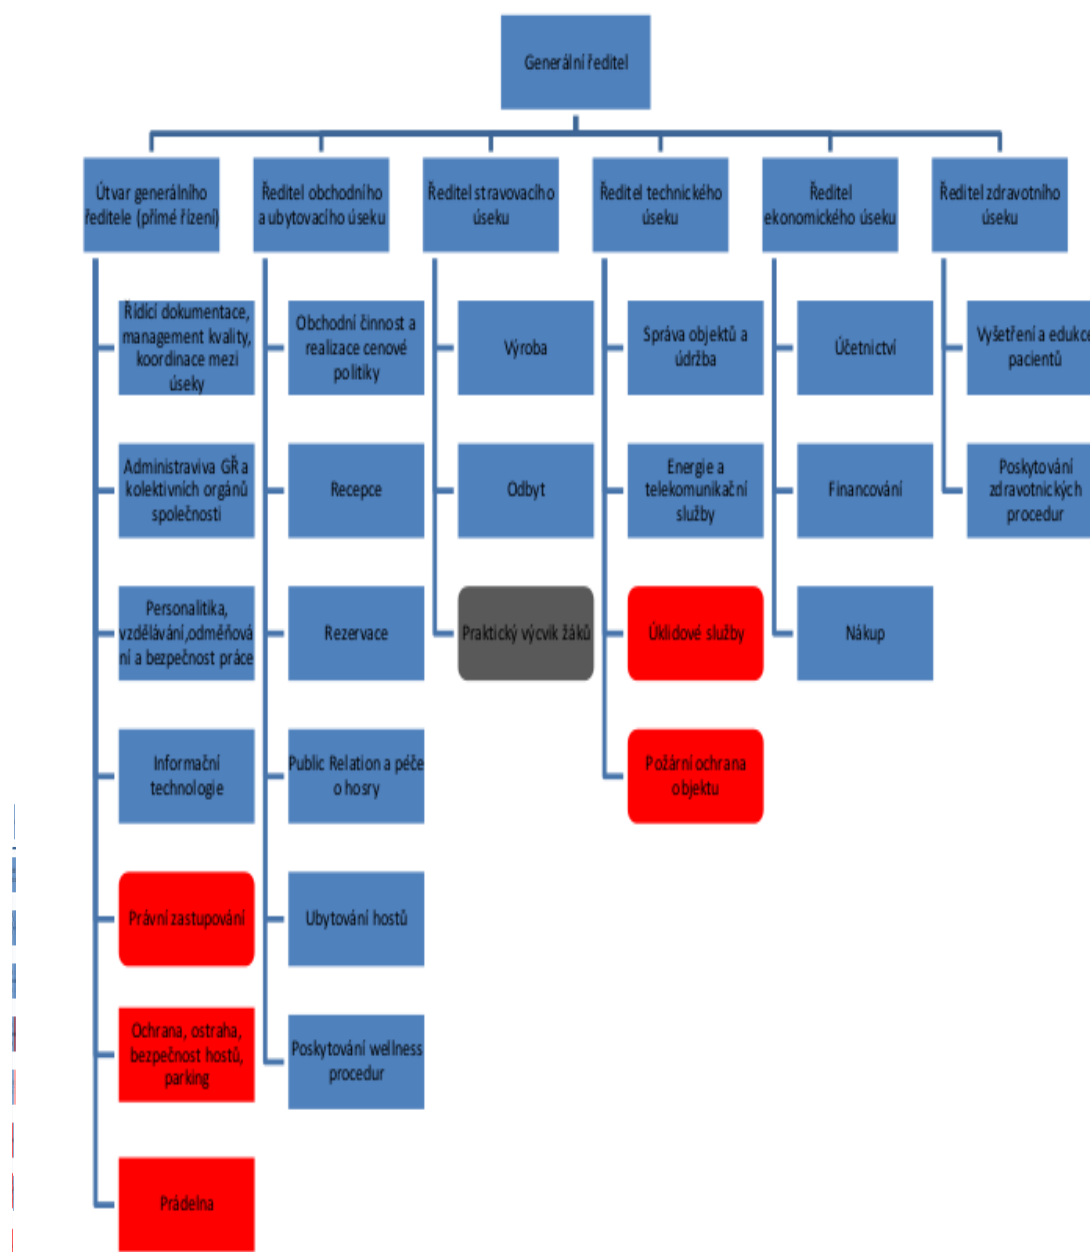 Generální ředitel
Útvar generálního
ředitele (přímé řízení)
Ředitel obchodního
a ubytovacího úseku
Ředitel stravovacího
úseku
Ředitel technického
úseku
Ředitel
ekonomického úseku
Ředitel zdravotního
úseku
Řídící dokumentace,
management kvality,
koordinace mezi
úseky
Obchodní činnost a
realizace cenové
politiky
Výroba
Správa objektů a
údržba
Účetnictví
Vyšetření a edukce
pacientů
Administraviva GŘ a
kolektivních orgánů
společnosti
Recepce
Odbyt
Energie a
telekomunikační
služby
Financování
Poskytování
zdravotnických
procedur
Personalitika,
vzdělávání,odměňová
ní a bezpečnost práce
Rezervace
Praktický výcvik žáků
Úklidové služby
Nákup
Informační
technologie
Public Relation a péče
o hosry
Požární ochrana
objektu
Právní zastupování
Ubytování hostů
Ochrana, ostraha,
bezpečnost hostů,
parking
Poskytování wellness
procedur
Prádelna